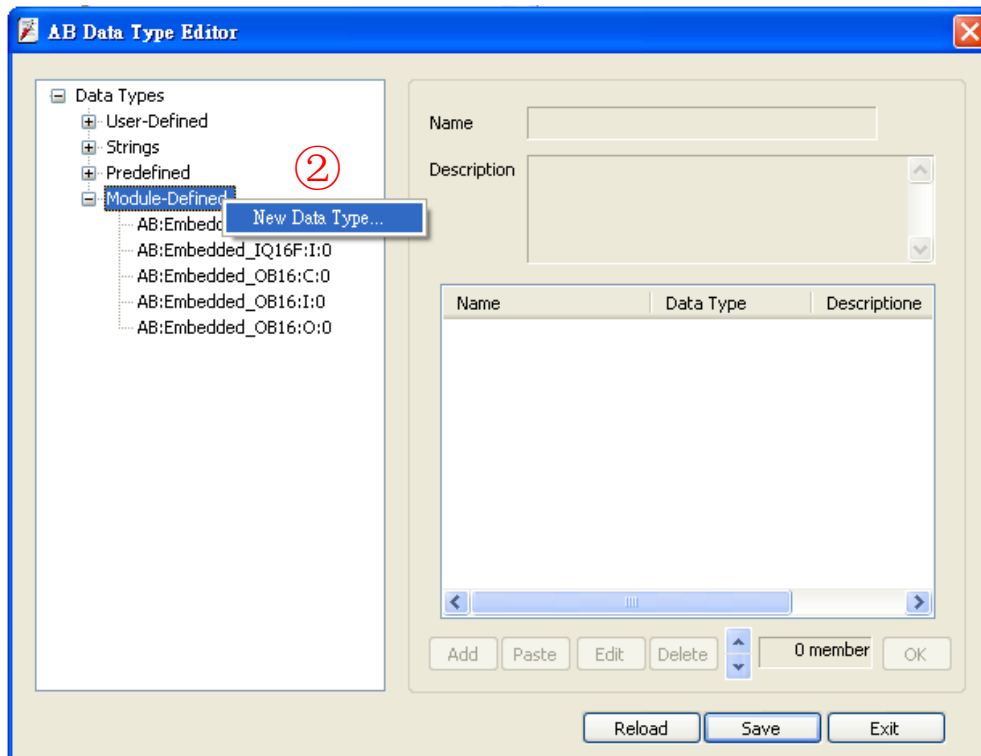 AB Data Type Editor
Data Types
User-Defined
Strings
Predefined
②
Module-Defined
New Data Type...
AB:Embedd
AB:Embedded_IQ16F:I:0
AB:Embedded_OB16:C:0
AB:Embedded_OB16:I:0
AB:Embedded_OB16:O:0
Name
Description
Name Data Type Descriptione
Add Paste Edit Delete 0 member OK
Reload Save Exit